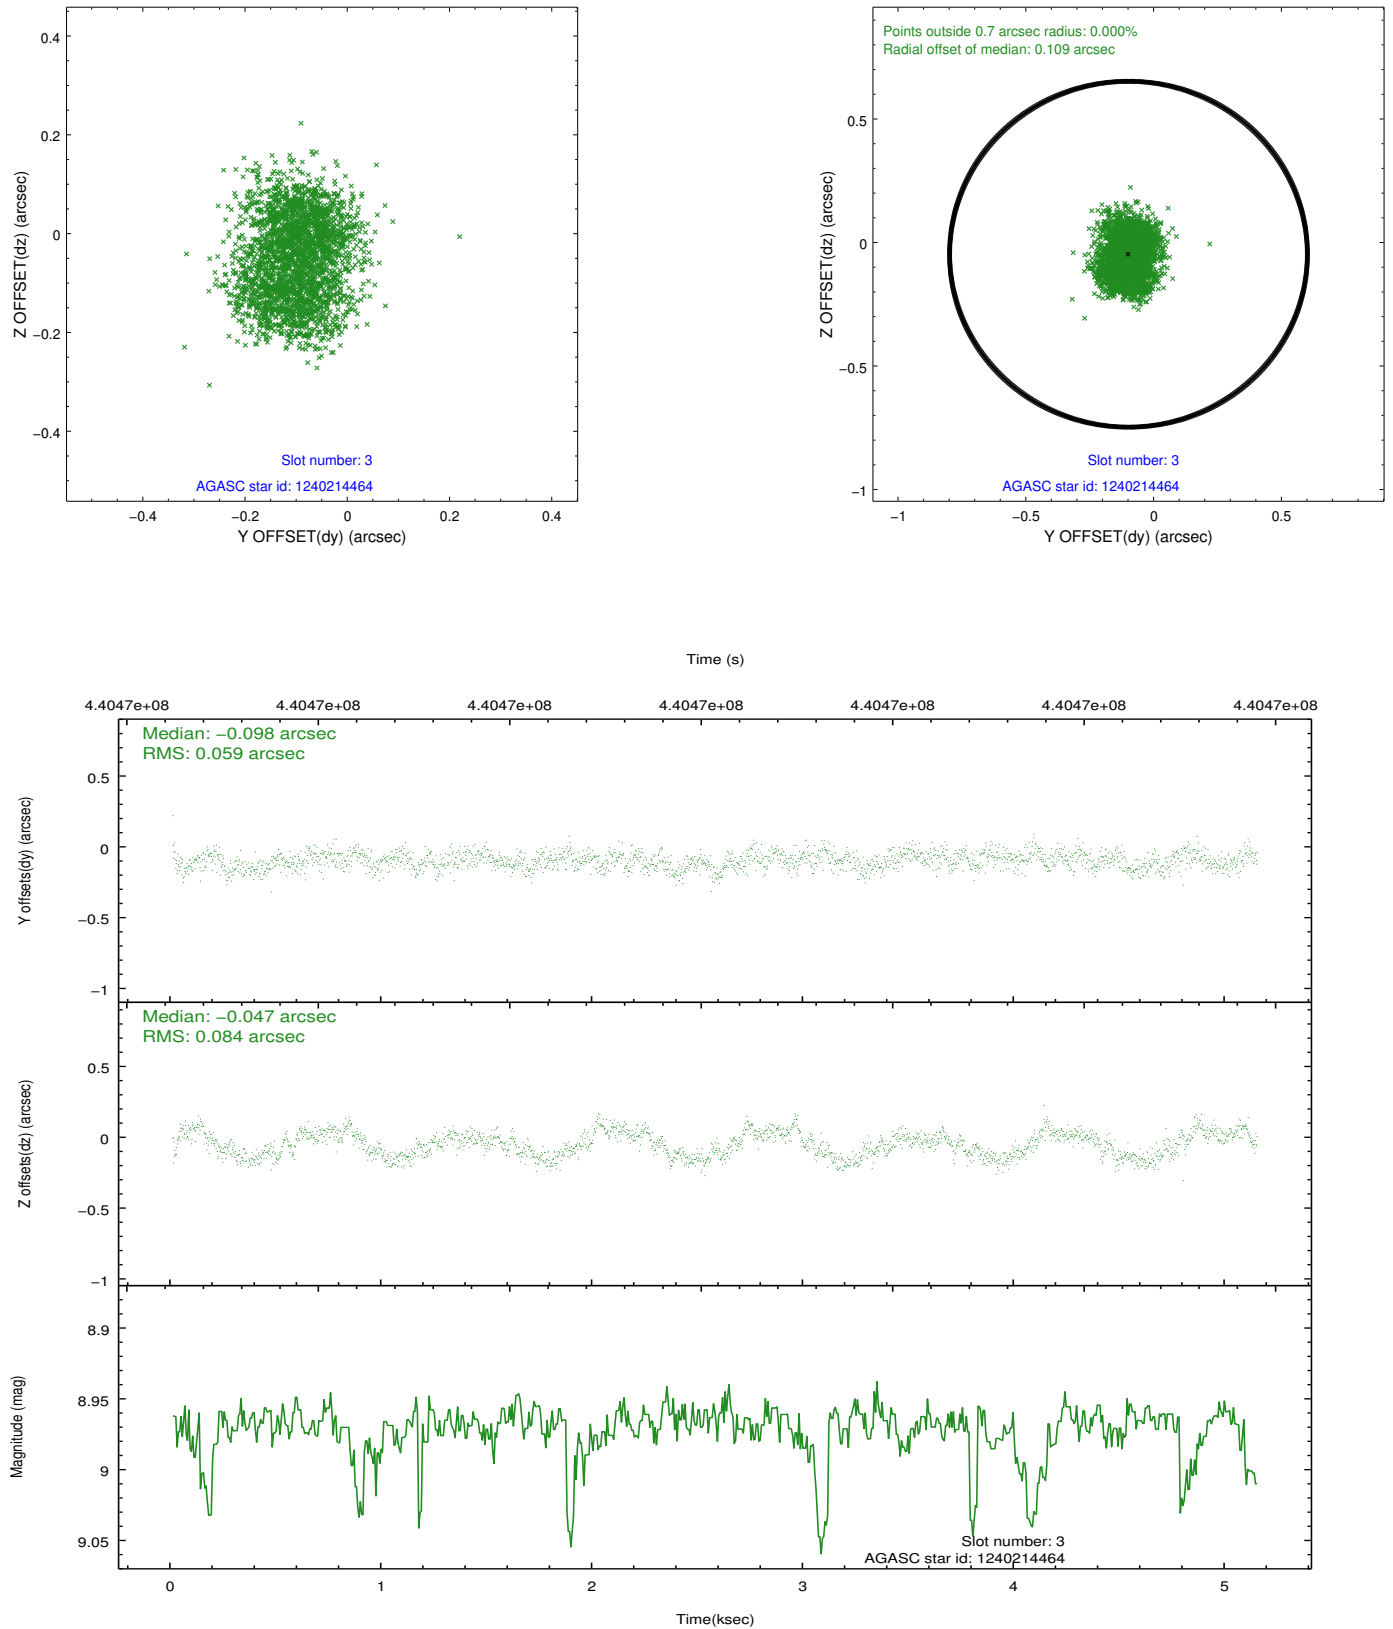 0.4
0.2
0
−0.2
−0.4
Z OFFSET(dz) (arcsec)
Slot number: 3
AGASC star id: 1240214464
−0.4 −0.2 0 0.2 0.4
Y OFFSET(dy) (arcsec)
Points outside 0.7 arcsec radius: 0.000%
Radial offset of median: 0.109 arcsec
0.5
0
−0.5
−1
Z OFFSET(dz) (arcsec)
Slot number: 3
AGASC star id: 1240214464
−1 −0.5 0 0.5
Y OFFSET(dy) (arcsec)
Time (s)
4.4047e+08 4.4047e+08 4.4047e+08 4.4047e+08 4.4047e+08 4.4047e+08 4.4047e+08
Median: −0.098 arcsec
RMS: 0.059 arcsec
0.5
0
−0.5
−1
Y offsets(dy) (arcsec)
Median: −0.047 arcsec
RMS: 0.084 arcsec
0.5
0
−0.5
−1
Z offsets(dz) (arcsec)
8.9
8.95
9
9.05
Magnitude (mag)
Slot number: 3
AGASC star id: 1240214464
0 1 2 3 4 5
Time(ksec)